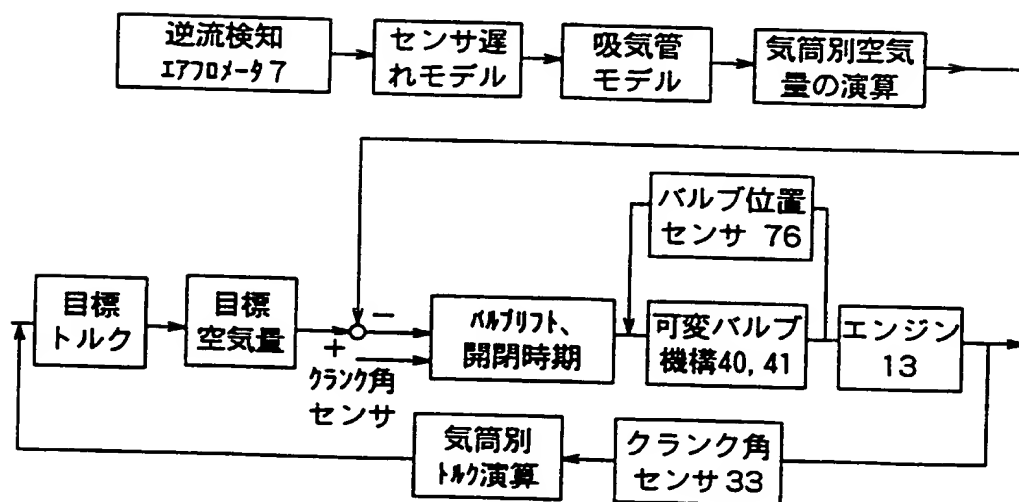 逆流検知
エアフロメータ7
センサ遅
れモデル
吸気管
モデル
気筒別空気
量の演算
バルブ位置
センサ 76
目標
トルク
目標
空気量
−
+
クランク角
センサ
バルブリフト、
開閉時期
可変バルブ
機構40, 41
エンジン
13
気筒別
トルク演算
クランク角
センサ33